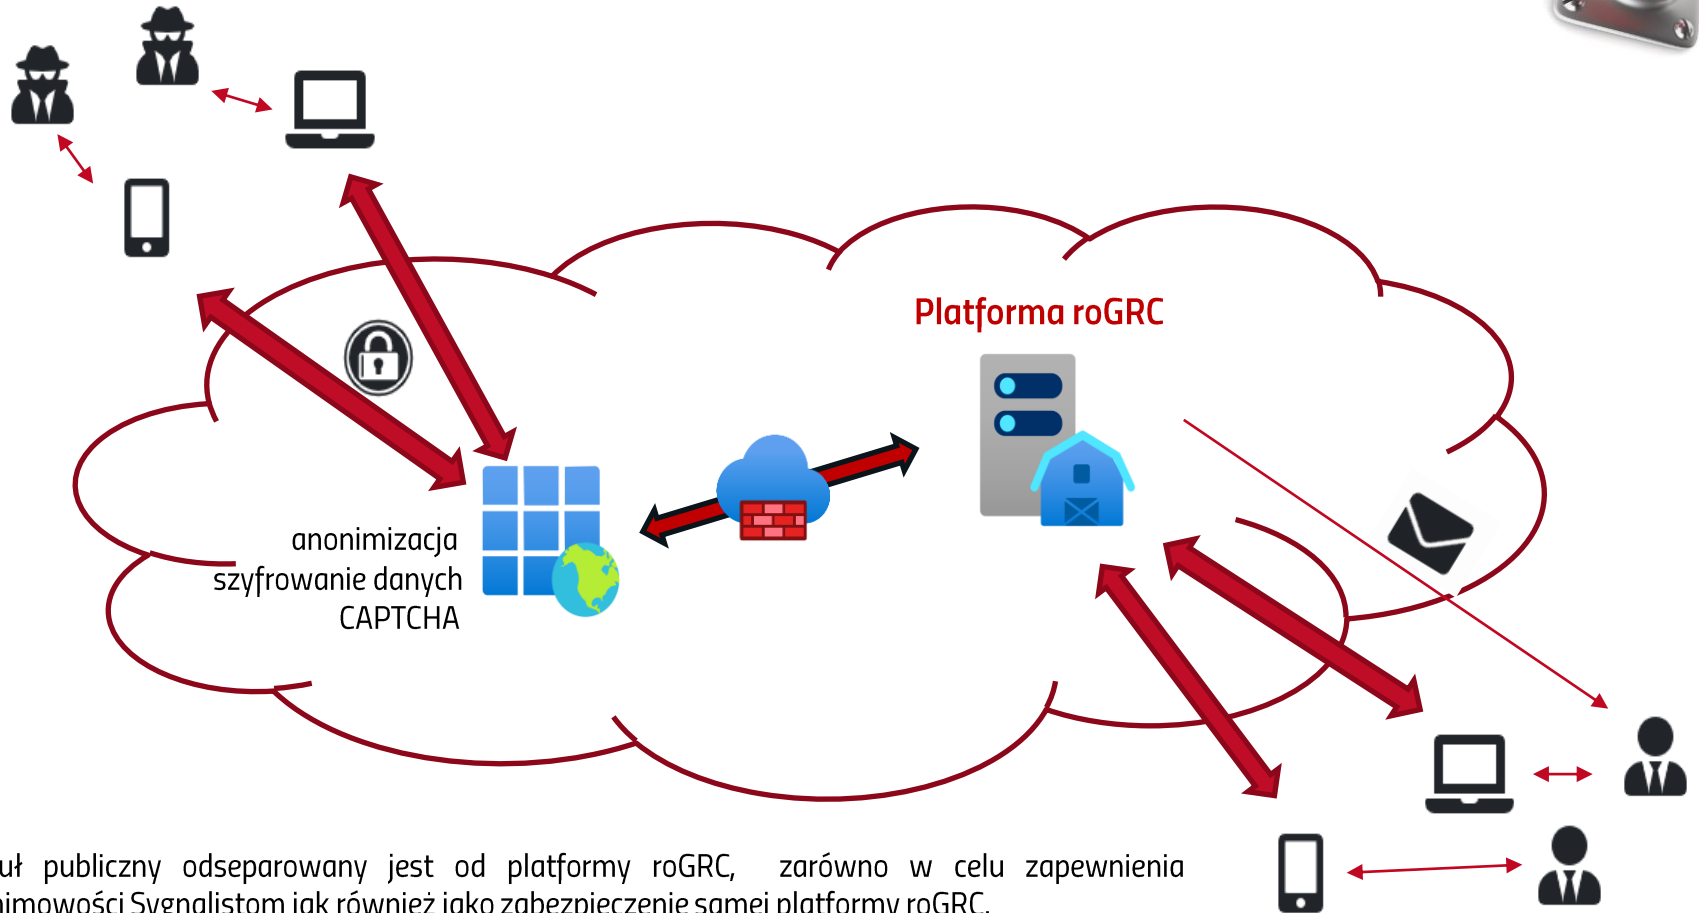 Platforma roGRC
anonimizacja
szyfrowanie danych
CAPTCHA
publiczny odseparowany jest od platformy roGRC, zarówno w celu zapewnienia
Sygnalistom jak również jako zabezpieczenie samej platformy roGRC.